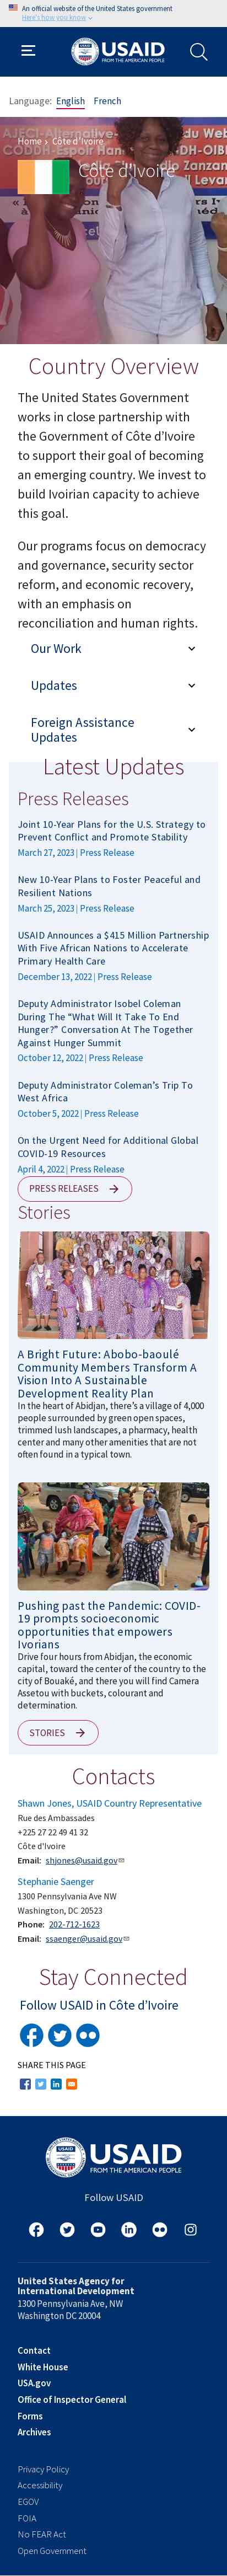 An official website of the United States government
Here's how you know
USAID
FROM THE AMERICAN PEOPLE
Language: English French
Home › Côte d'Ivoire
Côte d'Ivoire
Country Overview
The United States Government
works in close partnership with
the Government of Côte d'Ivoire
to support their goal of becoming
an emerging country. We invest to
build Ivorian capacity to achieve
this goal.
Our programs focus on democracy
and governance, security sector
reform, and economic recovery,
with an emphasis on
reconciliation and human rights.
Our Work
Updates
Foreign Assistance
Updates
Latest Updates
Press Releases
Joint 10-Year Plans for the U.S. Strategy to
Prevent Conflict and Promote Stability
March 27, 2023 | Press Release
New 10-Year Plans to Foster Peaceful and
Resilient Nations
March 25, 2023 | Press Release
USAID Announces a $415 Million Partnership
With Five African Nations to Accelerate
Primary Health Care
December 13, 2022 | Press Release
Deputy Administrator Isobel Coleman
During The “What Will It Take To End
Hunger?” Conversation At The Together
Against Hunger Summit
October 12, 2022 | Press Release
Deputy Administrator Coleman’s Trip To
West Africa
October 5, 2022 | Press Release
On the Urgent Need for Additional Global
COVID-19 Resources
April 4, 2022 | Press Release
PRESS RELEASES
Stories
A Bright Future: Abobo-baoulé
Community Members Transform A
Vision Into A Sustainable
Development Reality Plan
In the heart of Abidjan, there’s a village of 4,000
people surrounded by green open spaces,
trimmed lush landscapes, a pharmacy, health
center and many other amenities that are not
often found in a typical town.
Pushing past the Pandemic: COVID-
19 prompts socioeconomic
opportunities that empowers
Ivorians
Drive four hours from Abidjan, the economic
capital, toward the center of the country to the
city of Bouaké, and there you will find Camera
Assetou with buckets, colourant and
determination.
STORIES
Contacts
Shawn Jones, USAID Country Representative
Rue des Ambassades
+225 27 22 49 41 32
Côte d'Ivoire
Email: shjones@usaid.gov
Stephanie Saenger
1300 Pennsylvania Ave NW
Washington, DC 20523
Phone: 202-712-1623
Email: ssaenger@usaid.gov
Stay Connected
Follow USAID in Côte d'Ivoire
SHARE THIS PAGE
USAID
FROM THE AMERICAN PEOPLE
Follow USAID
United States Agency for
International Development
1300 Pennsylvania Ave, NW
Washington DC 20004
Contact
White House
USA.gov
Office of Inspector General
Forms
Archives
Privacy Policy
Accessibility
EGOV
FOIA
No FEAR Act
Open Government